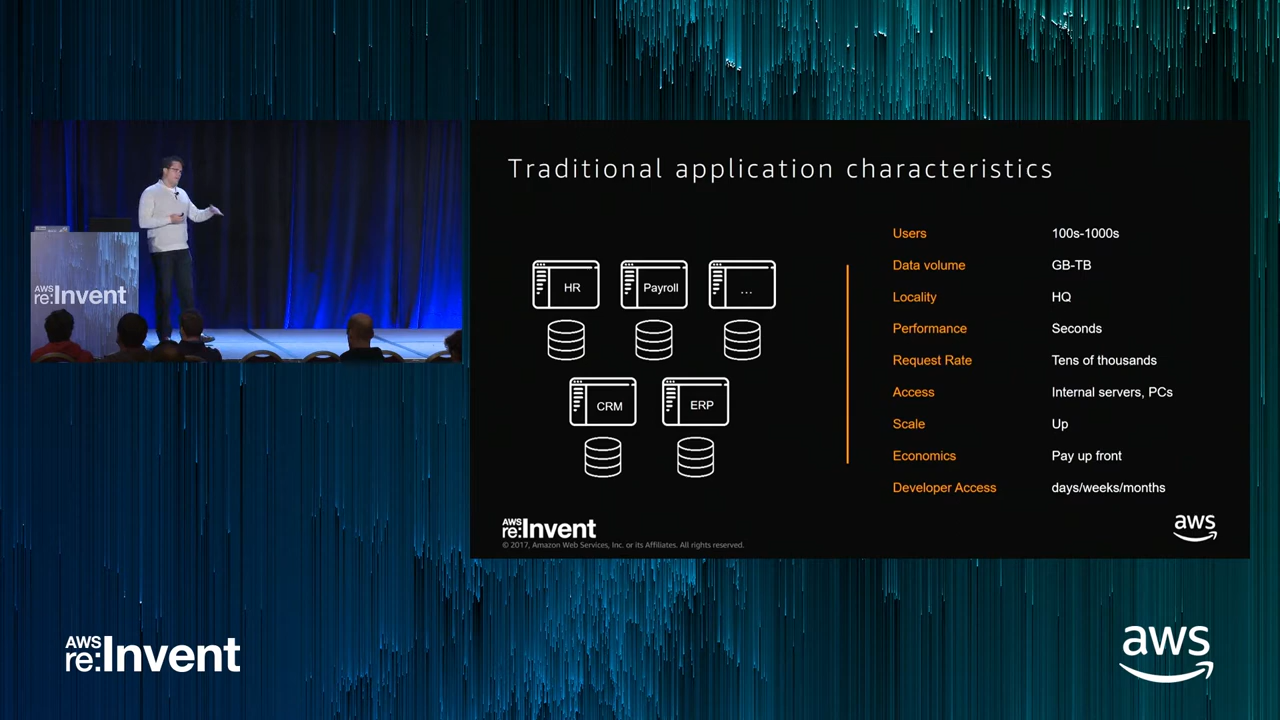 Traditional application characteristics
HR
Payroll
...
CRM
ERP
Users 100s-1000s
Data volume GB-TB
Locality HQ
Performance Seconds
Request Rate Tens of thousands
Access Internal servers, PCs
Scale Up
Economics Pay up front
Developer Access days/weeks/months
AWS
re:Invent
© 2017, Amazon Web Services, Inc. or its Affiliates. All rights reserved.
aws
AWS
re:Invent
AWS
re:Invent
aws